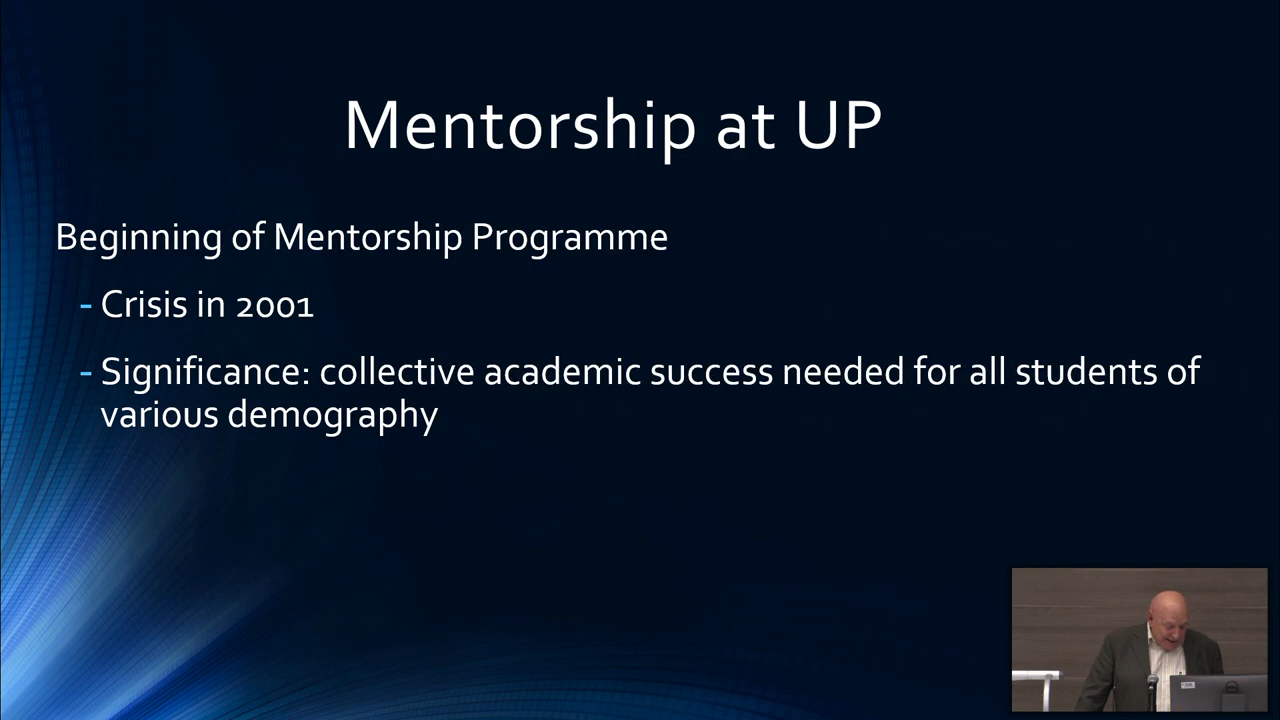 Mentorship at UP
Beginning of Mentorship Programme
- Crisis in 2001
- Significance: collective academic success needed for all students of
various demography